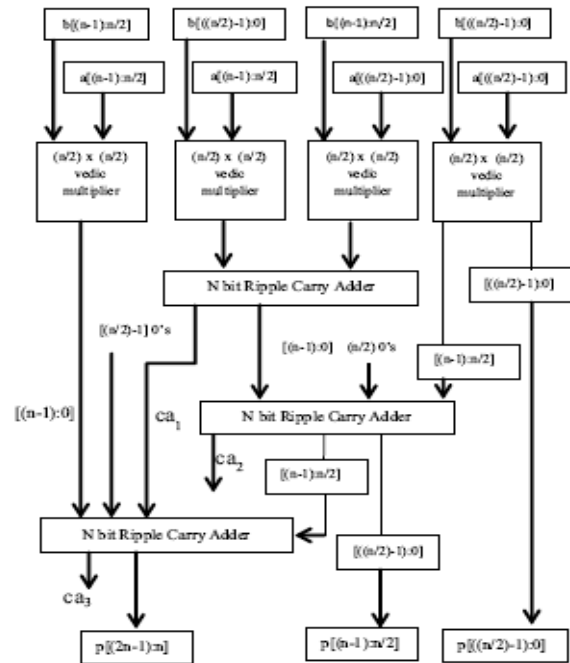 b[(n-1):n/2]
b[((n/2)-1):0]
b[(n-1):n/2]
b[((n/2)-1):0]
a[(n-1):n/2]
a[(n-1):n/2]
a[((n/2)-1):0]
a[((n/2)-1):0]
(n/2) x (n/2)
vedic
multiplier
(n/2) x (n/2)
vedic
multiplier
(n/2) x (n/2)
vedic
multiplier
(n/2) x (n/2)
vedic
multiplier
N bit Ripple Carry Adder
[((n/2)-1):0]
[(n/2)-1] 0's
[(n-1):0]
(n/2) 0's
[(n-1):n/2]
[(n-1):0]
ca1
N bit Ripple Carry Adder
ca2
[(n-1):n/2]
N bit Ripple Carry Adder
[((n/2)-1):0]
ca3
p[(2n-1):n]
p[(n-1):n/2]
p[((n/2)-1):0]